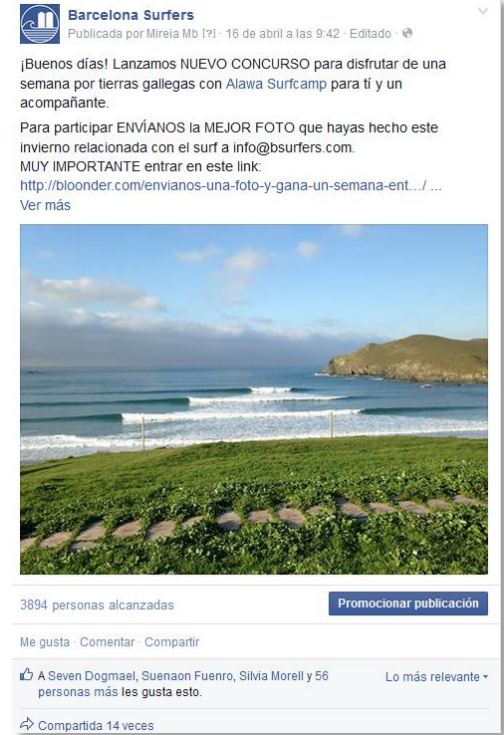 Barcelona Surfers
Publicada por Mireia Mb [?] · 16 de abril a las 9:42 · Editado ·
¡Buenos días! Lanzamos NUEVO CONCURSO para disfrutar de una
semana por tierras gallegas con Alawa Surfcamp para tí y un
acompañante.
Para participar ENVÍANOS la MEJOR FOTO que hayas hecho este
invierno relacionada con el surf a info@bsurfers.com.
MUY IMPORTANTE entrar en este link:
http://bloonder.com/envianos-una-foto-y-gana-un-semana-ent…/ ...
Ver más
3894 personas alcanzadas
Promocionar publicación
Me gusta · Comentar · Compartir
A Seven Dogmael, Suenaon Fuenro, Silvia Morell y 56
personas más les gusta esto.
Lo más relevante
Compartida 14 veces